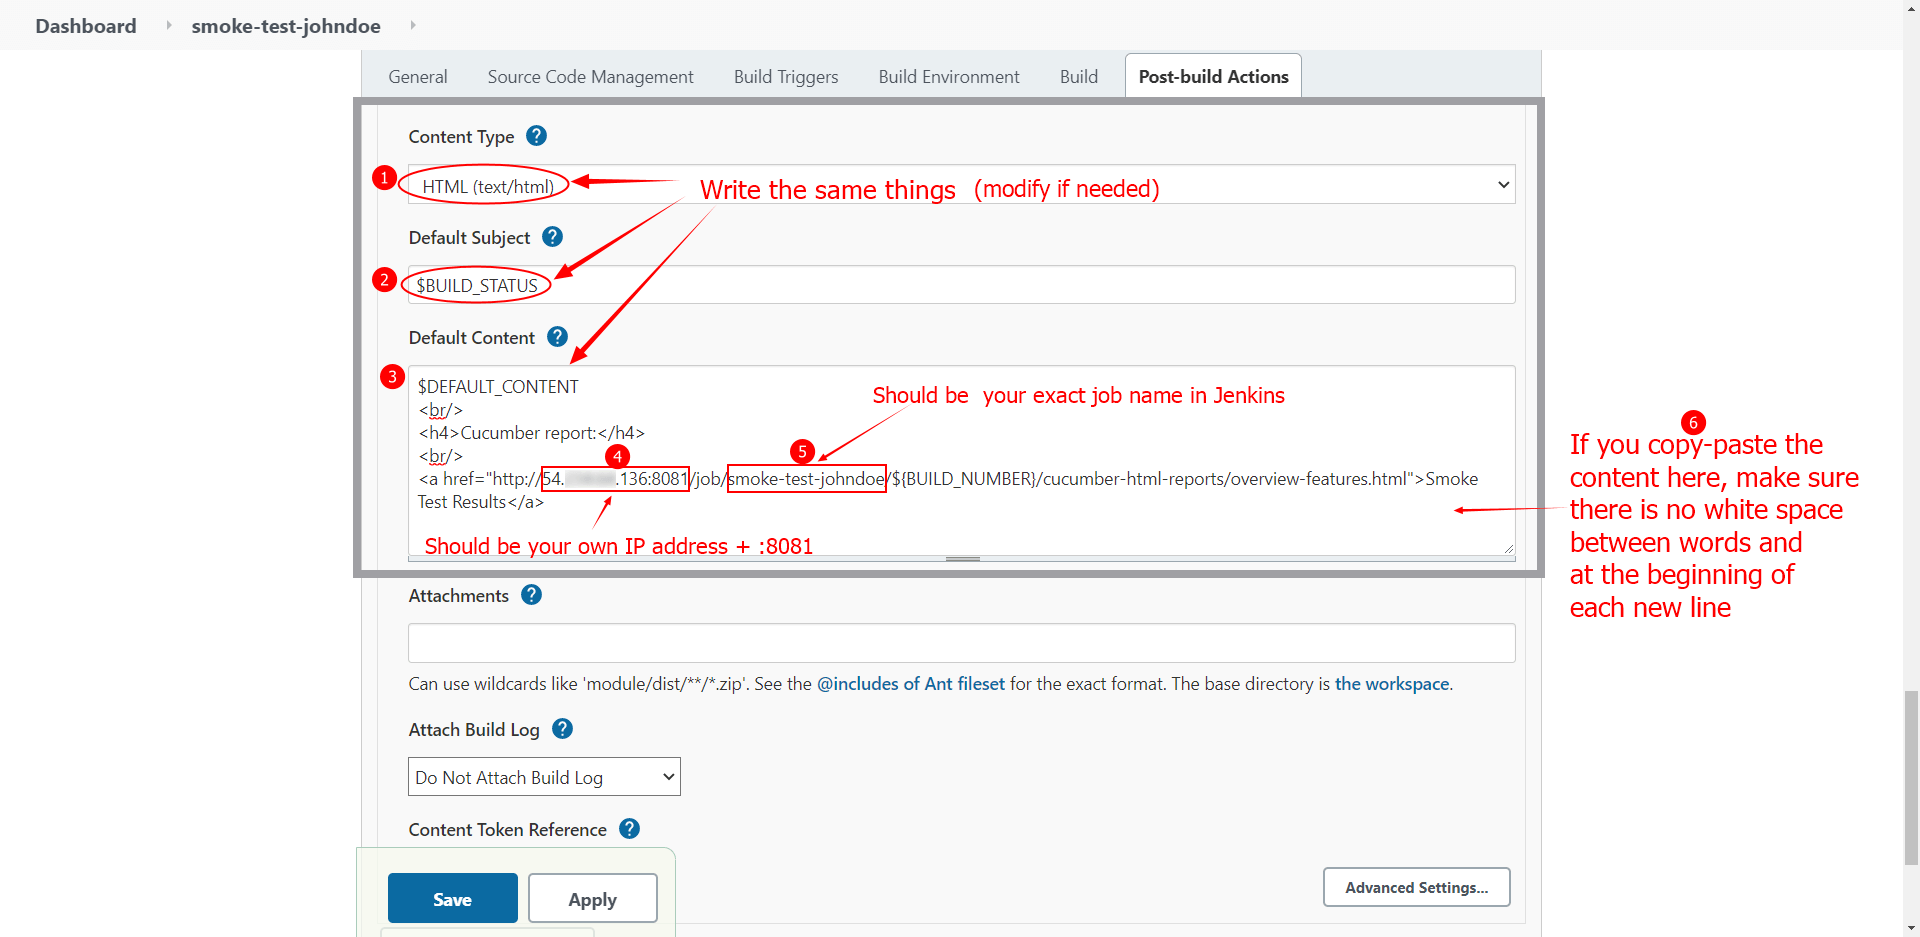 Dashboard smoke-test-johndoe
General Source Code Management Build Triggers Build Environment Build Post-build Actions
Content Type ?
1 HTML (text/html)
Write the same things (modify if needed)
Default Subject ?
2 $BUILD_STATUS
Default Content ?
3 $DEFAULT_CONTENT
Should be your exact job name in Jenkins
<br/>
<h4>Cucumber report:</h4>
<br/>
4
5
<a href="http://54. .136:8081/job/smoke-test-johndoe/${BUILD_NUMBER}/cucumber-html-reports/overview-features.html">Smoke
Test Results</a>
Should be your own IP address + :8081
6
If you copy-paste the
content here, make sure
there is no white space
between words and
at the beginning of
each new line
Attachments ?
Can use wildcards like 'module/dist/**/*.zip'. See the @includes of Ant fileset for the exact format. The base directory is the workspace.
Attach Build Log ?
Do Not Attach Build Log
Content Token Reference ?
Save Apply
Advanced Settings...